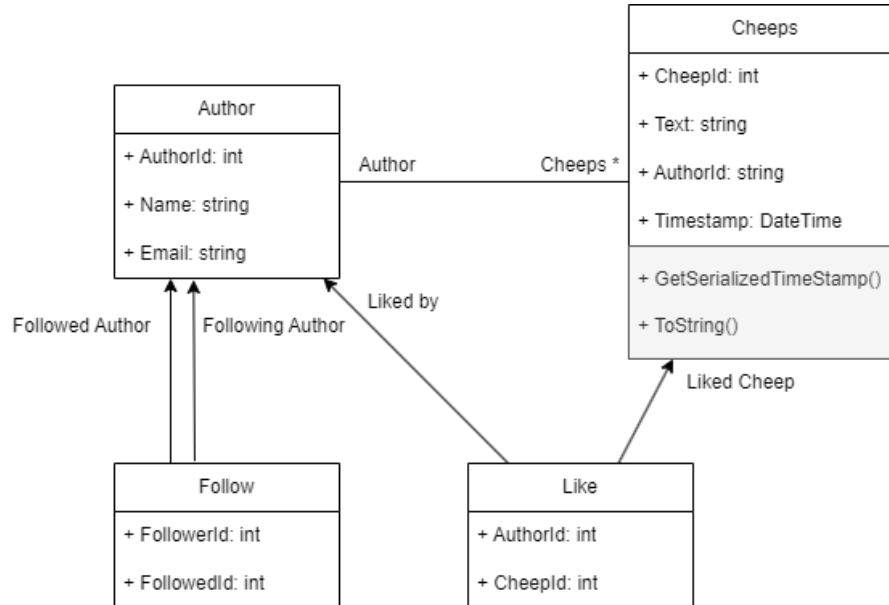 Cheeps
+ CheepId: int
+ Text: string
+ AuthorId: string
+ Timestamp: DateTime
+ GetSerializedTimeStamp()
+ ToString()
Author
+ AuthorId: int
+ Name: string
+ Email: string
Author
Cheeps *
Followed Author
Following Author
Liked by
Liked Cheep
Follow
+ FollowerId: int
+ FollowedId: int
Like
+ AuthorId: int
+ CheepId: int